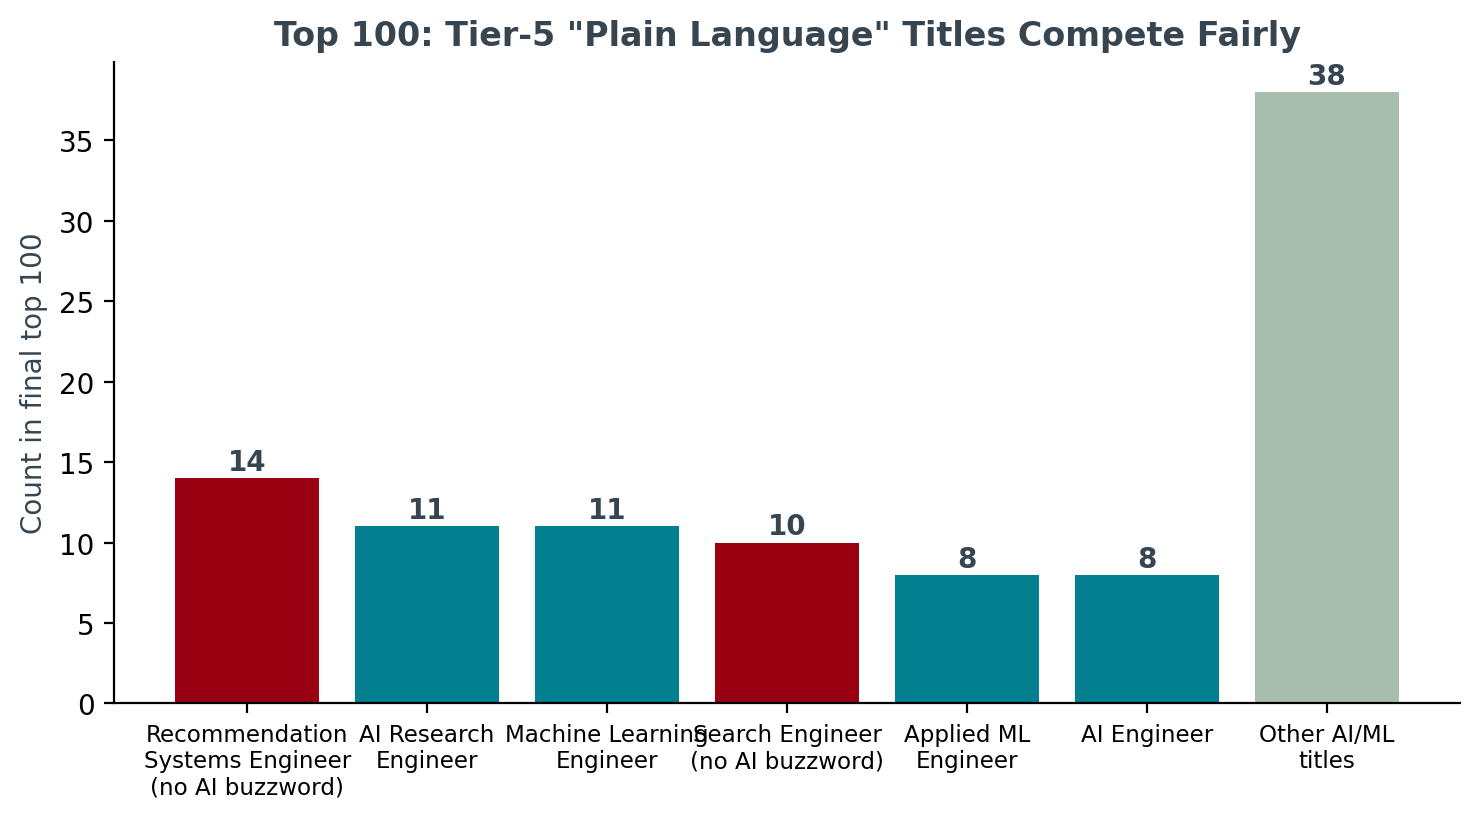 Top 100: Tier-5 "Plain Language" Titles Compete Fairly
Count in final top 100
35
30
25
20
15
10
5
0
14
11
11
10
8
8
38
Recommendation
Systems Engineer
(no AI buzzword)
AI Research
Engineer
Machine Learning
Engineer
Search Engineer
(no AI buzzword)
Applied ML
Engineer
AI Engineer
Other AI/ML
titles